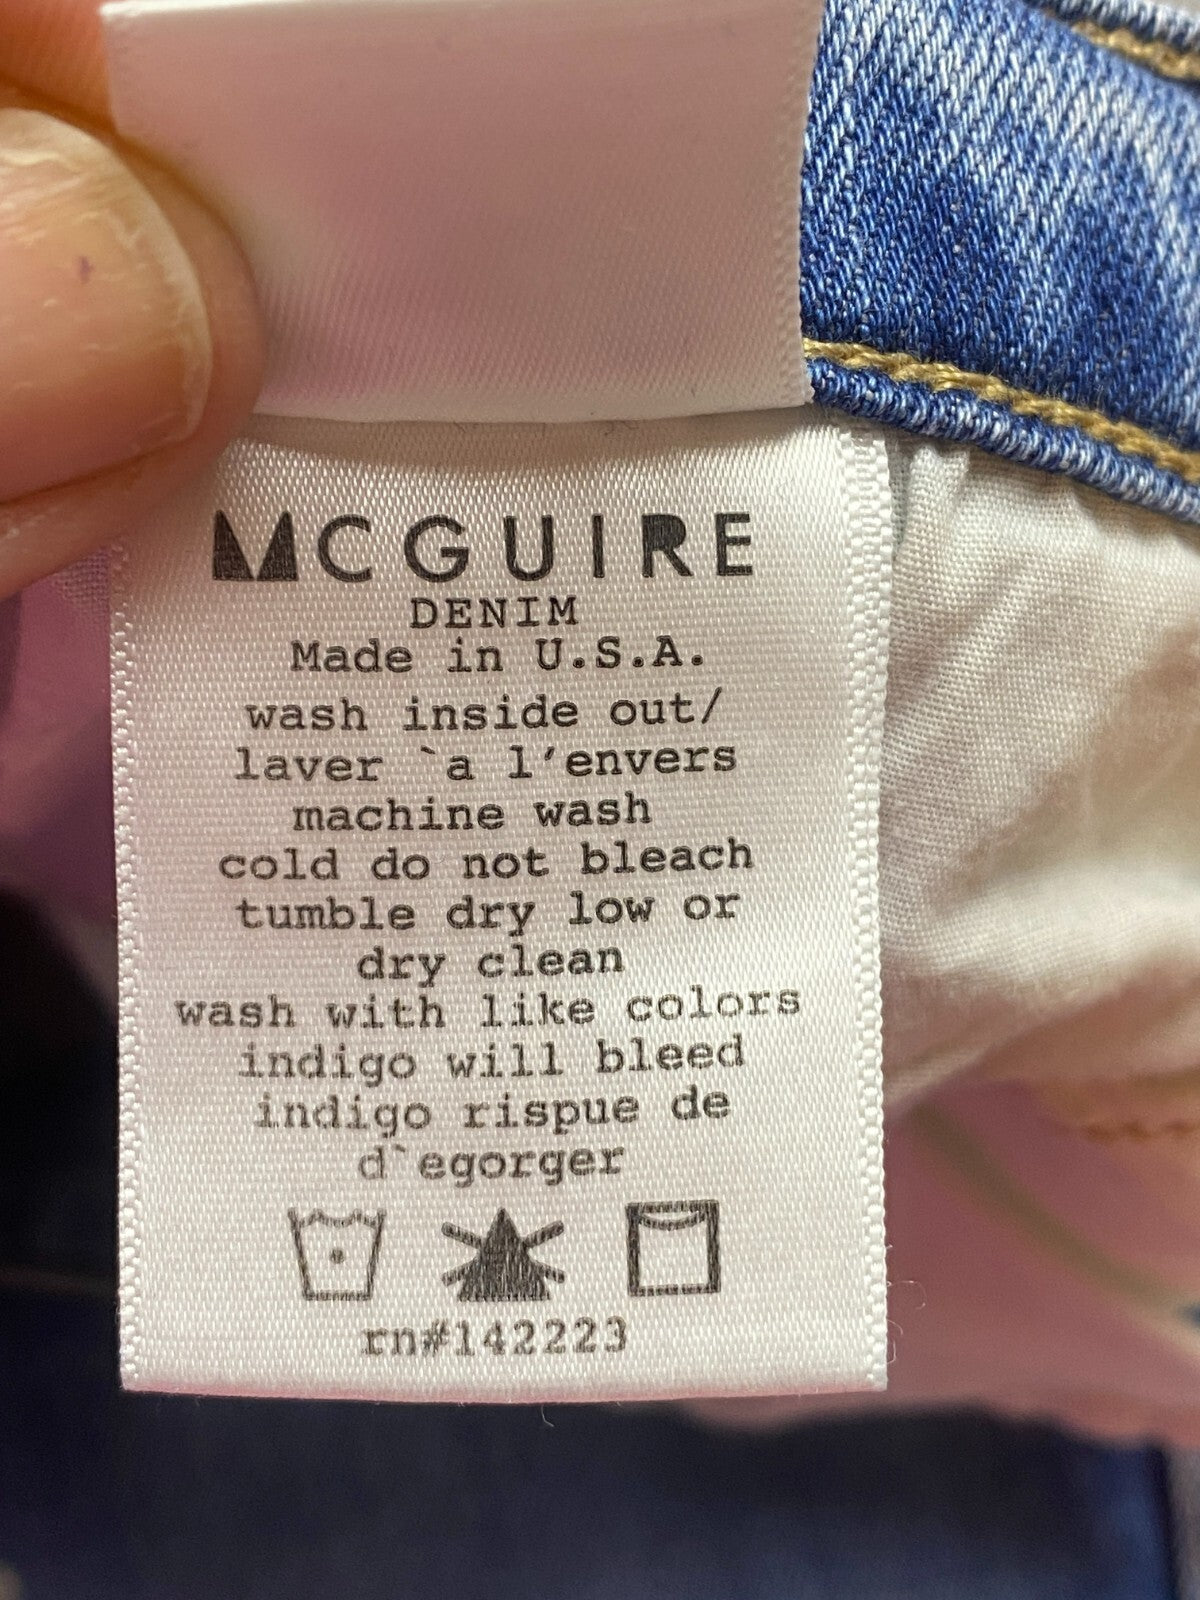 MCGUIRE
DENIM
Made in U.S.A.
wash inside out/
laver `a l'envers
machine wash
cold do not bleach
tumble dry low or
dry clean
wash with like colors
indigo will bleed
indigo rispue de
d`egorger
rn#142223